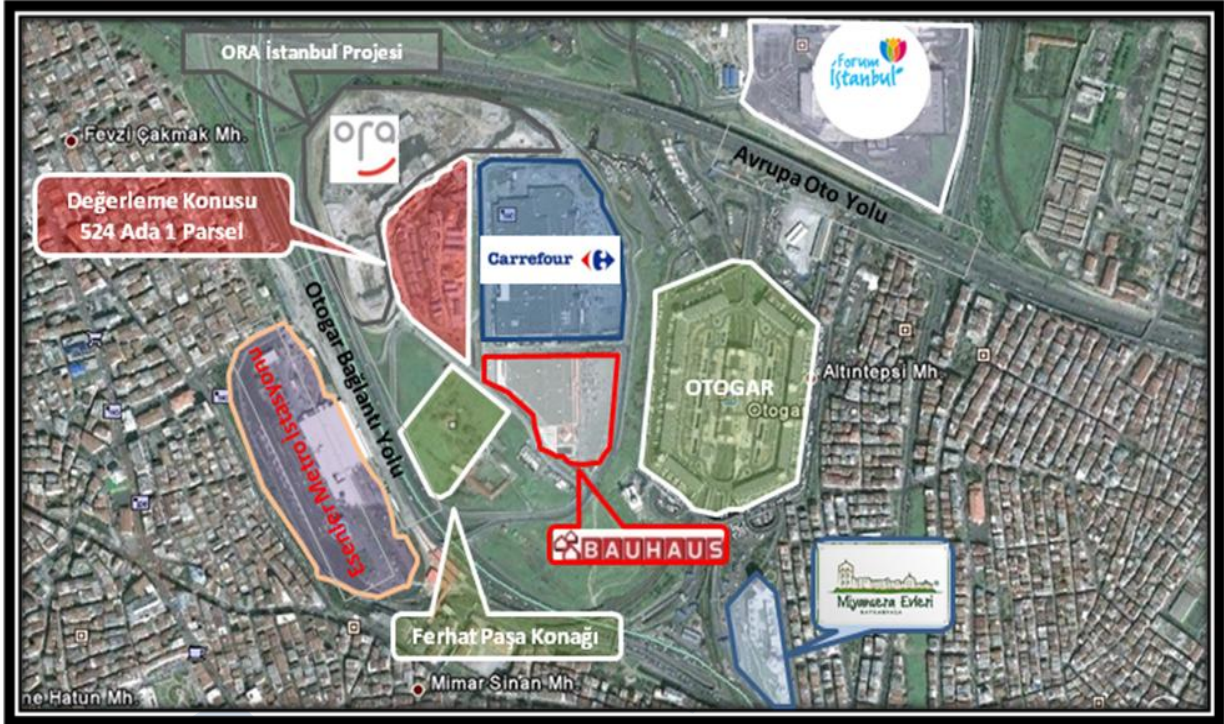 ORA İstanbul Projesi
Forum
İstanbul
ora
Fevzi Çakmak Mh.
Avrupa Oto Yolu
Değerleme Konusu
524 Ada 1 Parsel
Carrefour
Otogar Bağlantı Yolu
Esenler Metro İstasyonu
OTOGAR
Otogar
Altıntepsi Mh.
BAUHAUS
Miyamera Evleri
Ferhat Paşa Konağı
Mimar Sinan Mh.
ne Hatun Mh.